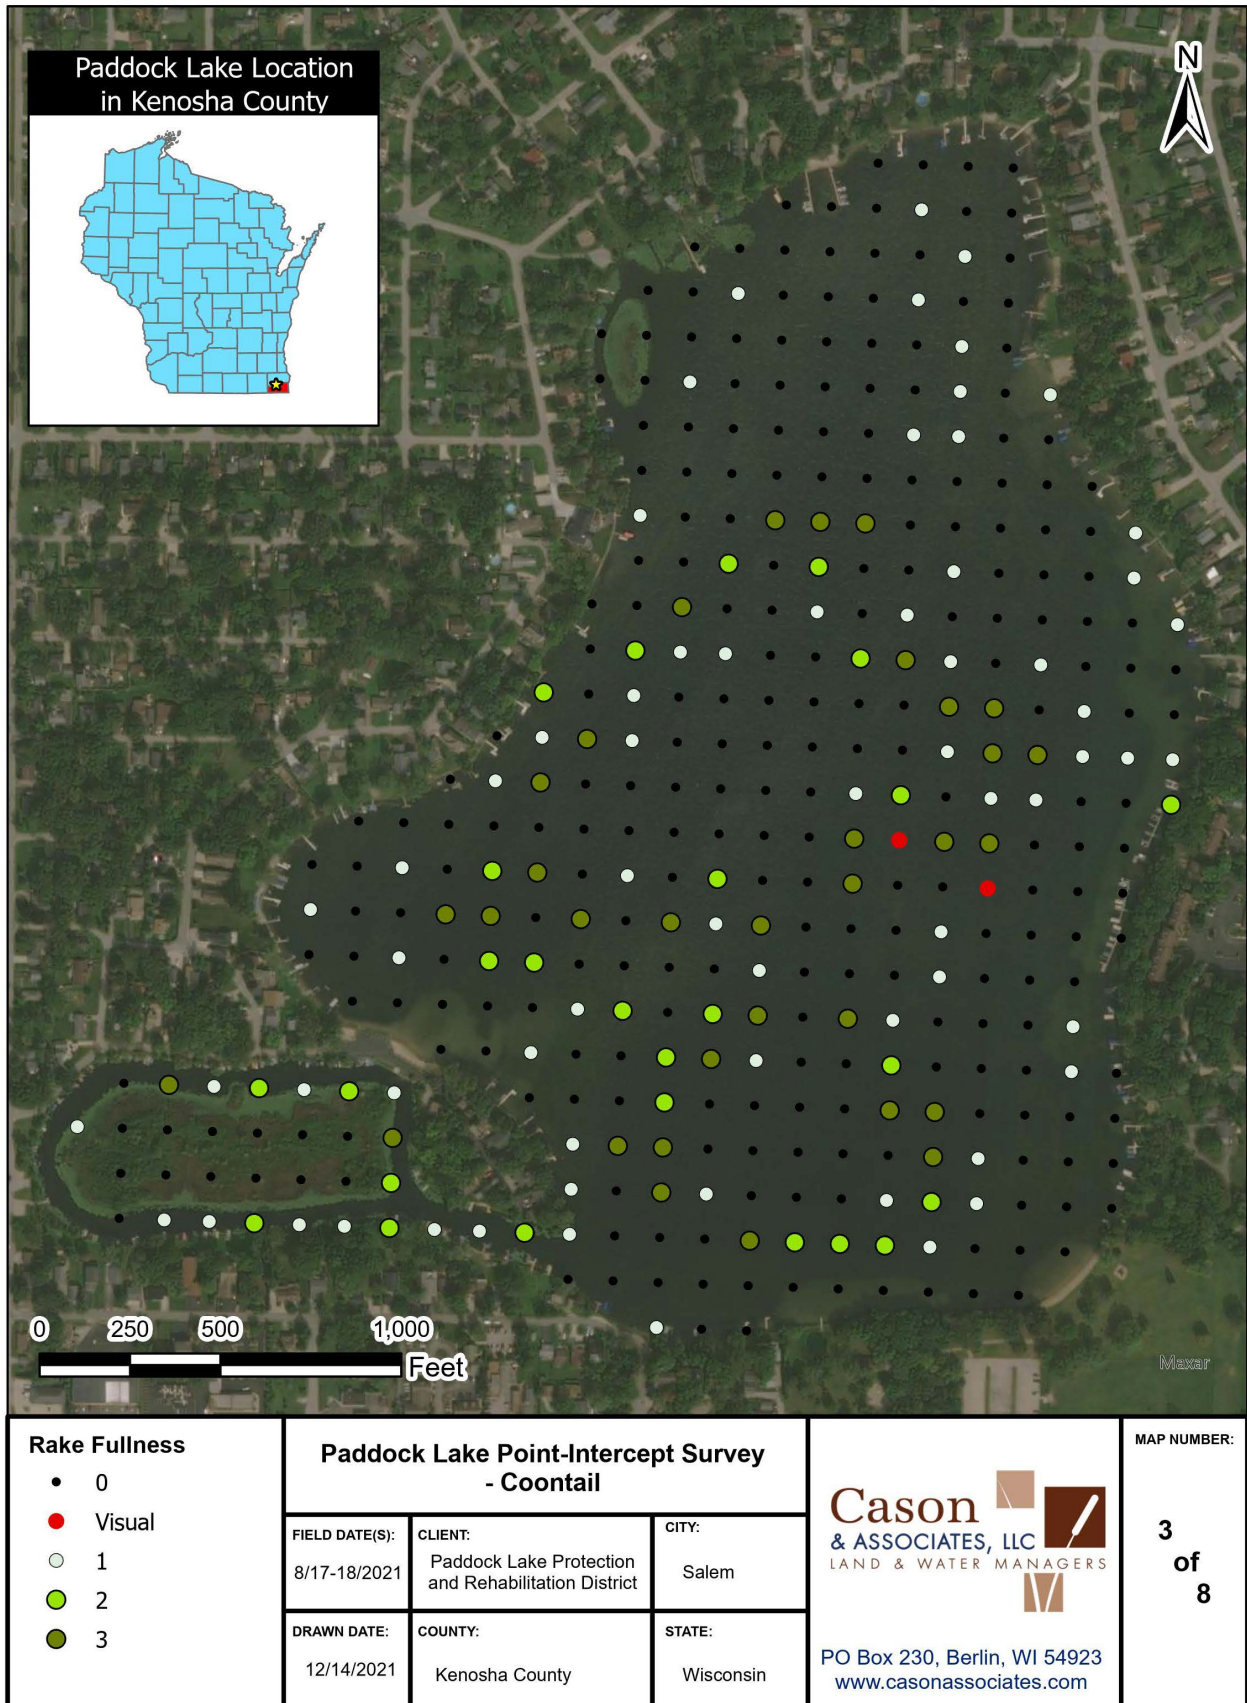 Paddock Lake Location
in Kenosha County
N
0 250 500 1,000
Feet
Maxar
Rake Fullness
0
Visual
1
2
3
Paddock Lake Point-Intercept Survey
- Coontail
FIELD DATE(S):
8/17-18/2021
CLIENT:
Paddock Lake Protection
and Rehabilitation District
CITY:
Salem
DRAWN DATE:
12/14/2021
COUNTY:
Kenosha County
STATE:
Wisconsin
Cason
& ASSOCIATES, LLC
LAND & WATER MANAGERS
PO Box 230, Berlin, WI 54923
www.casonassociates.com
MAP NUMBER:
3
of
8